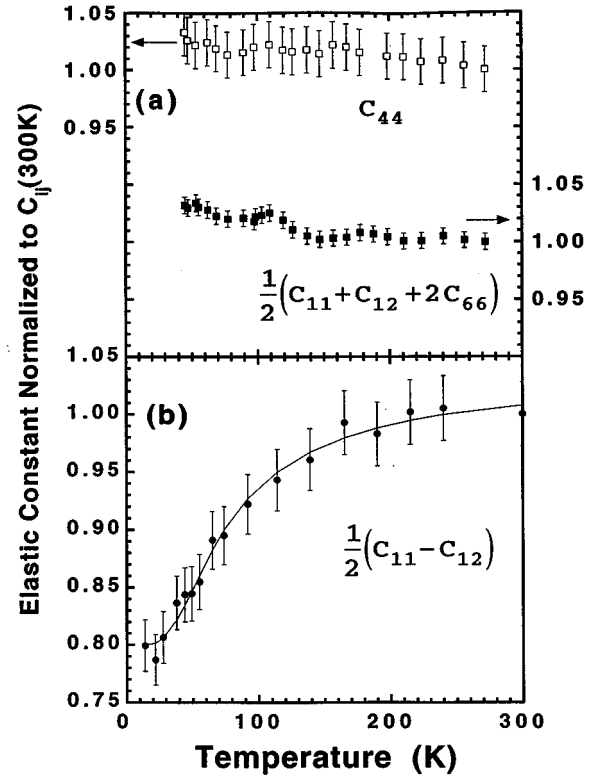 1.05
1.00
0.95
(a)
C44
1.05
1.00
0.95
1/2(C11+C12+2C66)
Elastic Constant Normalized to Cij(300K)
1.05
(b)
1.00
0.95
0.90
0.85
0.80
0.75
1/2(C11−C12)
0 100 200 300
Temperature (K)